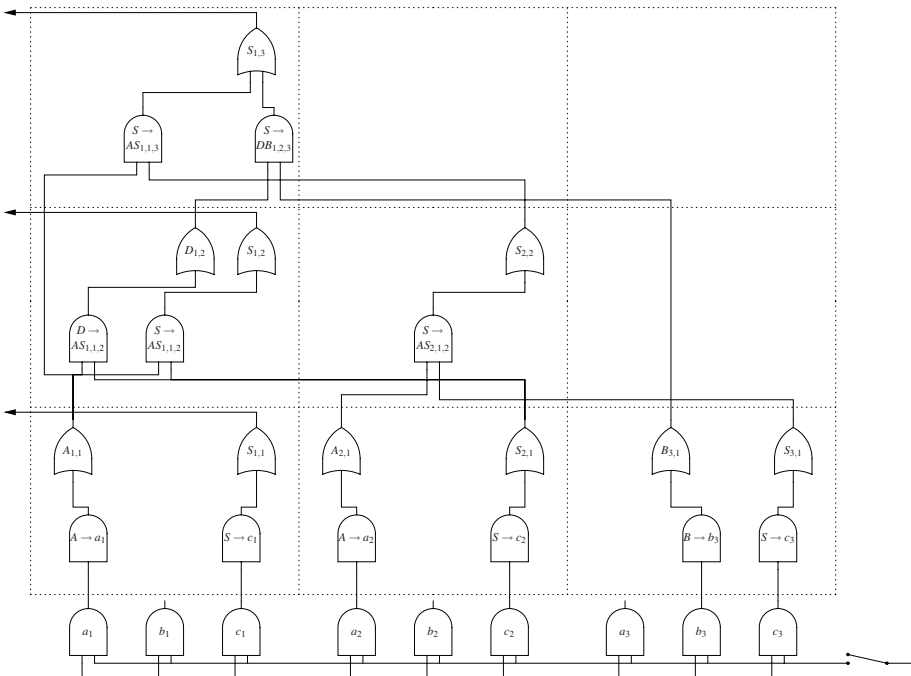 S₁,₃
S → S →
AS₁,₁,₃ DB₁,₂,₃
D₁,₂ S₁,₂ S₂,₂
D → S → S →
AS₁,₁,₂ AS₁,₁,₂ AS₂,₁,₂
A₁,₁ S₁,₁ A₂,₁ S₂,₁ B₃,₁ S₃,₁
A → a₁ S → c₁ A → a₂ S → c₂ B → b₃ S → c₃
a₁ b₁ c₁ a₂ b₂ c₂ a₃ b₃ c₃